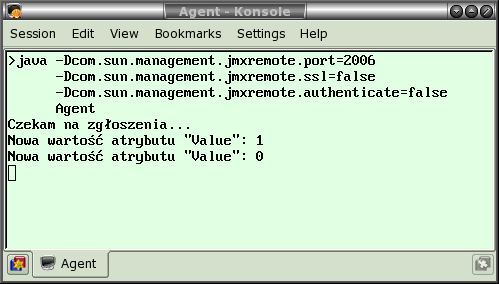 Agent - Konsole
Session Edit View Bookmarks Settings Help
>java -Dcom.sun.management.jmxremote.port=2006
-Dcom.sun.management.jmxremote.ssl=false
-Dcom.sun.management.jmxremote.authenticate=false
Agent
Czekam na zgłoszenia...
Nowa wartość atrybutu "Value": 1
Nowa wartość atrybutu "Value": 0
Agent